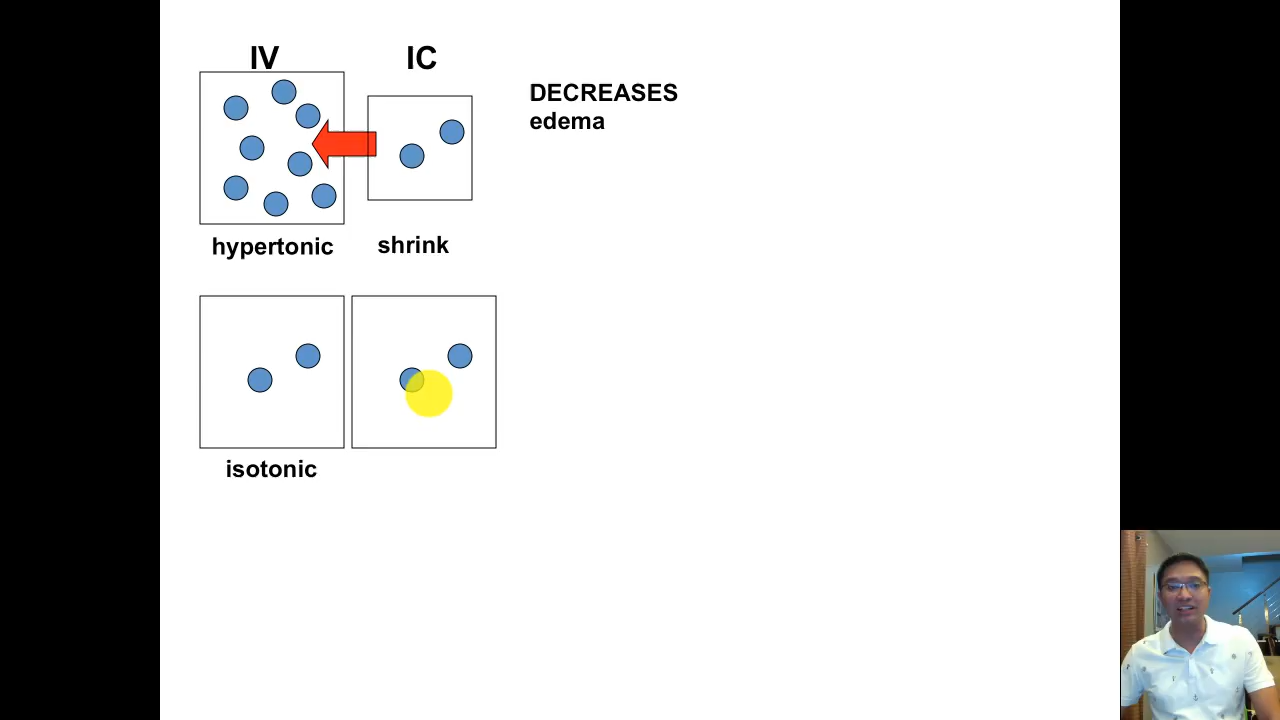 IV
IC
DECREASES
edema
hypertonic
shrink
isotonic